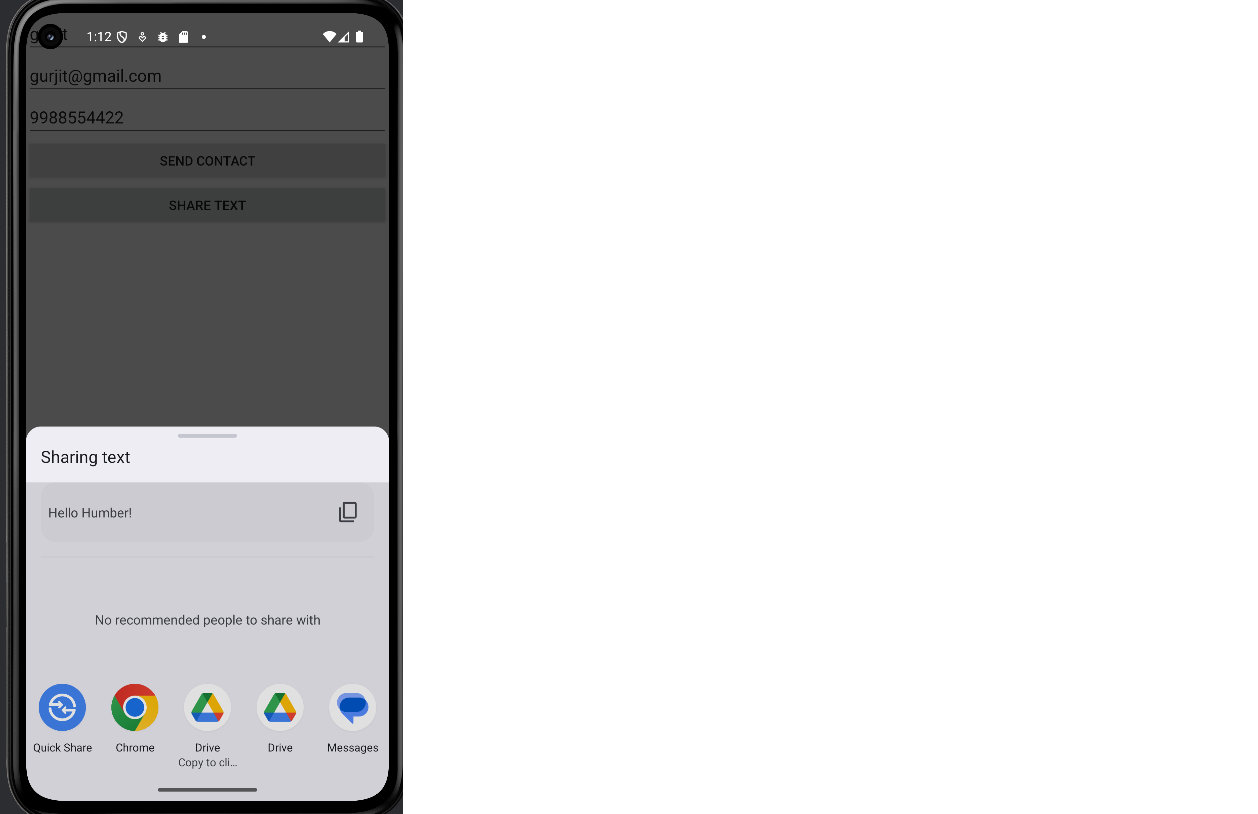 1:12
gurjit@gmail.com
9988554422
SEND CONTACT
SHARE TEXT
Sharing text
Hello Humber!
No recommended people to share with
Quick Share
Chrome
Drive
Copy to cli...
Drive
Messages